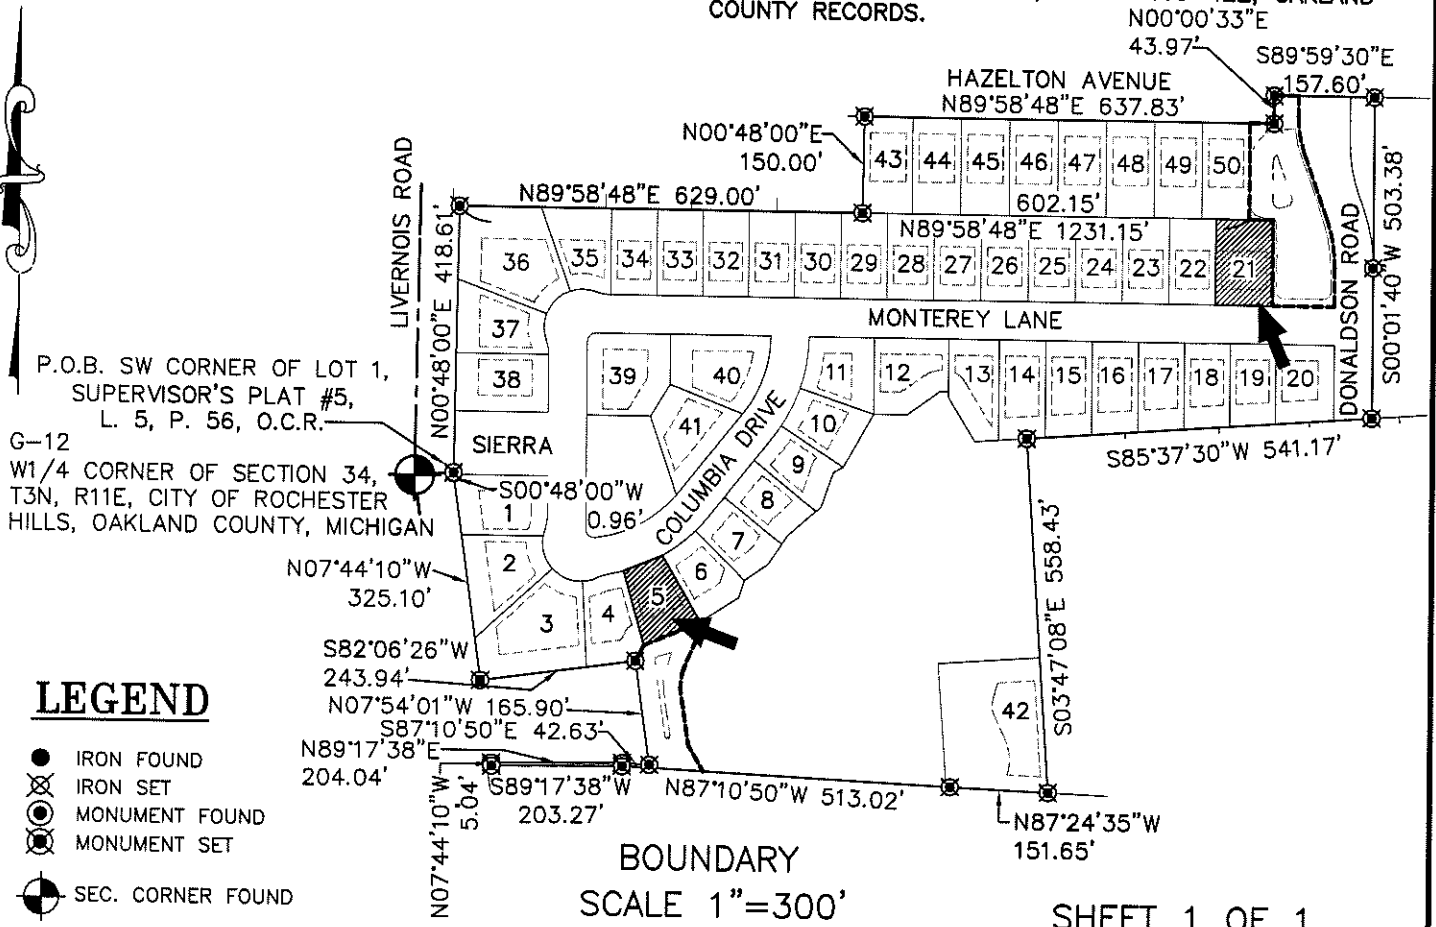 COUNTY RECORDS.
N00°00'33"E
43.97'
S89°59'30"E
157.60'
HAZELTON AVENUE
N89°58'48"E 637.83'
N00°48'00"E
150.00'
43 44 45 46 47 48 49 50
602.15'
LIVERNOIS ROAD
N89°58'48"E 629.00'
N89°58'48"E 1231.15'
N00°48'00"E 418.61'
36 35 34 33 32 31 30 29 28 27 26 25 24 23 22 21
DONALDSON ROAD
S00°01'40"W 503.38'
MONTEREY LANE
37
38
39 40 11 12 13 14 15 16 17 18 19 20
41 10
P.O.B. SW CORNER OF LOT 1,
SUPERVISOR'S PLAT #5,
L. 5, P. 56, O.C.R.
G-12
W1/4 CORNER OF SECTION 34,
T3N, R11E, CITY OF ROCHESTER
HILLS, OAKLAND COUNTY, MICHIGAN
SIERRA
COLUMBIA DRIVE
S00°48'00"W
0.96'
9
8
7
6
1
2
3 4 5
S85°37'30"W 541.17'
S03°47'08"E 558.43'
N07°44'10"W
325.10'
S82°06'26"W
243.94'
N07°54'01"W 165.90'
S87°10'50"E 42.63'
N89°17'38"E
204.04'
N07°44'10"W
5.04'
S89°17'38"W
203.27'
N87°10'50"W 513.02'
42
N87°24'35"W
151.65'
LEGEND
IRON FOUND
IRON SET
MONUMENT FOUND
MONUMENT SET
SEC. CORNER FOUND
BOUNDARY
SCALE 1"=300'
SHEET 1 OF 1